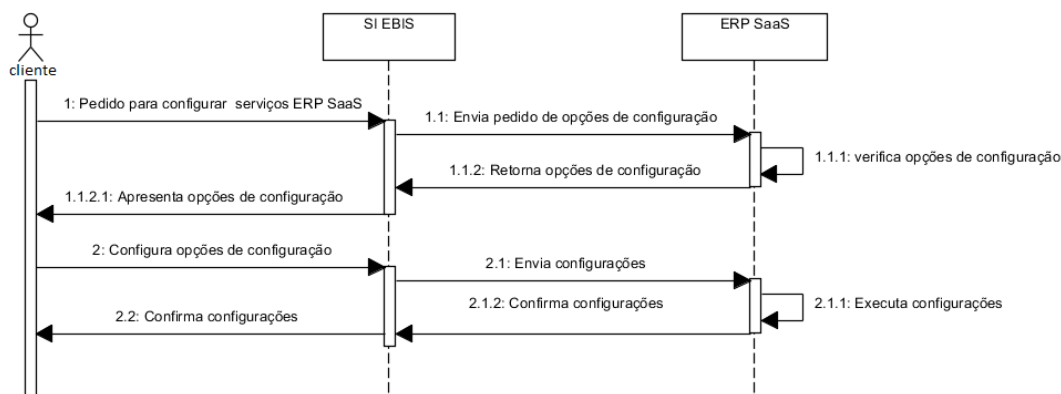 SI EBIS
ERP SaaS
cliente
1: Pedido para configurar serviços ERP SaaS
1.1: Envia pedido de opções de configuração
1.1.1: verifica opções de configuração
1.1.2: Retorna opções de configuração
1.1.2.1: Apresenta opções de configuração
2: Configura opções de configuração
2.1: Envia configurações
2.1.1: Executa configurações
2.1.2: Confirma configurações
2.2: Confirma configurações